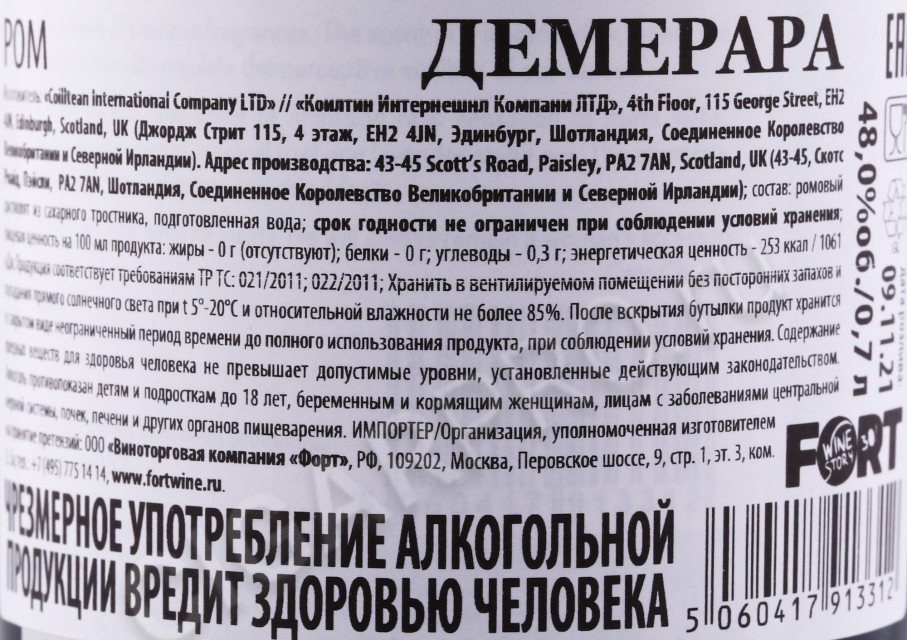 РОМ
ДЕМЕРАРА
«Coilltean international Company LTD» // «Коилтин Интернешнл Компани ЛТД», 4th Floor, 115 George Street, EH2
Edinburgh, Scotland, UK (Джордж Стрит 115, 4 этаж, EH2 4JN, Эдинбург, Шотландия, Соединенное Королевство
Великобритании и Северной Ирландии). Адрес производства: 43-45 Scott's Road, Paisley, PA2 7AN, Scotland, UK (43-45, Скотс
Пэйсли, PA2 7AN, Шотландия, Соединенное Королевство Великобритании и Северной Ирландии); состав: ромовый
из сахарного тростника, подготовленная вода; срок годности не ограничен при соблюдении условий хранения;
ценность на 100 мл продукта: жиры - 0 г (отсутствуют); белки - 0 г; углеводы - 0,3 г; энергетическая ценность - 253 ккал / 1061
Продукция соответствует требованиям ТР ТС: 021/2011; 022/2011; Хранить в вентилируемом помещении без посторонних запахов и
прямого солнечного света при t 5°-20°С и относительной влажности не более 85%. После вскрытия бутылки продукт хранится
закрытом виде неограниченный период времени до полного использования продукта, при соблюдении условий хранения. Содержание
веществ для здоровья человека не превышает допустимые уровни, установленные действующим законодательством.
противопоказан детям и подросткам до 18 лет, беременным и кормящим женщинам, лицам с заболеваниями центральной
системы, почек, печени и других органов пищеварения. ИМПОРТЕР/Организация, уполномоченная изготовителем
на принятие претензий: ООО «Виноторговая компания «Форт», РФ, 109202, Москва, Перовское шоссе, 9, стр. 1, эт. 3, ком.
+7 (495) 775 14 14, www.fortwine.ru.
ЧРЕЗМЕРНОЕ УПОТРЕБЛЕНИЕ АЛКОГОЛЬНОЙ
ПРОДУКЦИИ ВРЕДИТ ЗДОРОВЬЮ ЧЕЛОВЕКА
48,0%об./0,7 л
дата розлива
09.11.21
FORT
WINE
STORY
5 060417 913312